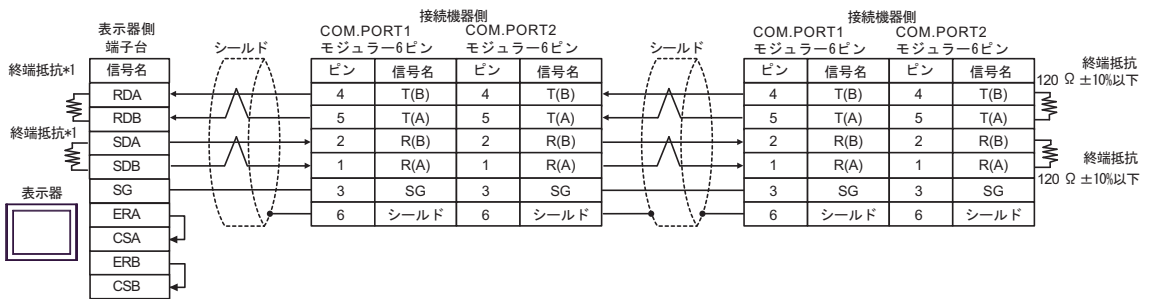 接続機器側
接続機器側
表示器側
端子台
シールド
COM.PORT1
モジュラー6ピン
COM.PORT2
モジュラー6ピン
シールド
COM.PORT1
モジュラー6ピン
COM.PORT2
モジュラー6ピン
終端抵抗*1
信号名
ピン 信号名 ピン 信号名
ピン 信号名 ピン 信号名
終端抵抗
120 Ω ±10%以下
RDA
4 T(B) 4 T(B)
4 T(B) 4 T(B)
RDB
5 T(A) 5 T(A)
5 T(A) 5 T(A)
終端抵抗*1
SDA
2 R(B) 2 R(B)
2 R(B) 2 R(B)
SDB
1 R(A) 1 R(A)
1 R(A) 1 R(A)
終端抵抗
120 Ω ±10%以下
表示器
SG
3 SG 3 SG
3 SG 3 SG
ERA
6 シールド 6 シールド
6 シールド 6 シールド
CSA
ERB
CSB